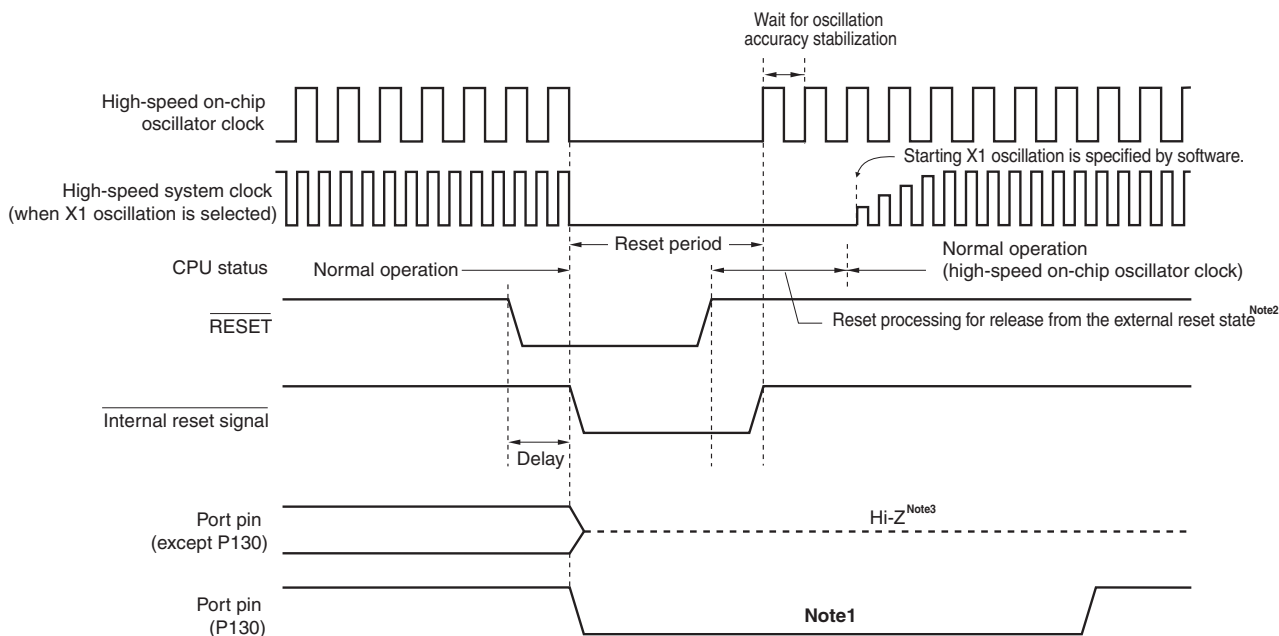 Wait for oscillation
accuracy stabilization
High-speed on-chip
oscillator clock
Starting X1 oscillation is specified by software.
High-speed system clock
(when X1 oscillation is selected)
Reset period
CPU status
Normal operation
Normal operation
(high-speed on-chip oscillator clock)
RESET
Reset processing for release from the external reset state Note2
Internal reset signal
Delay
Port pin
(except P130)
Hi-Z Note3
Port pin
(P130)
Note1